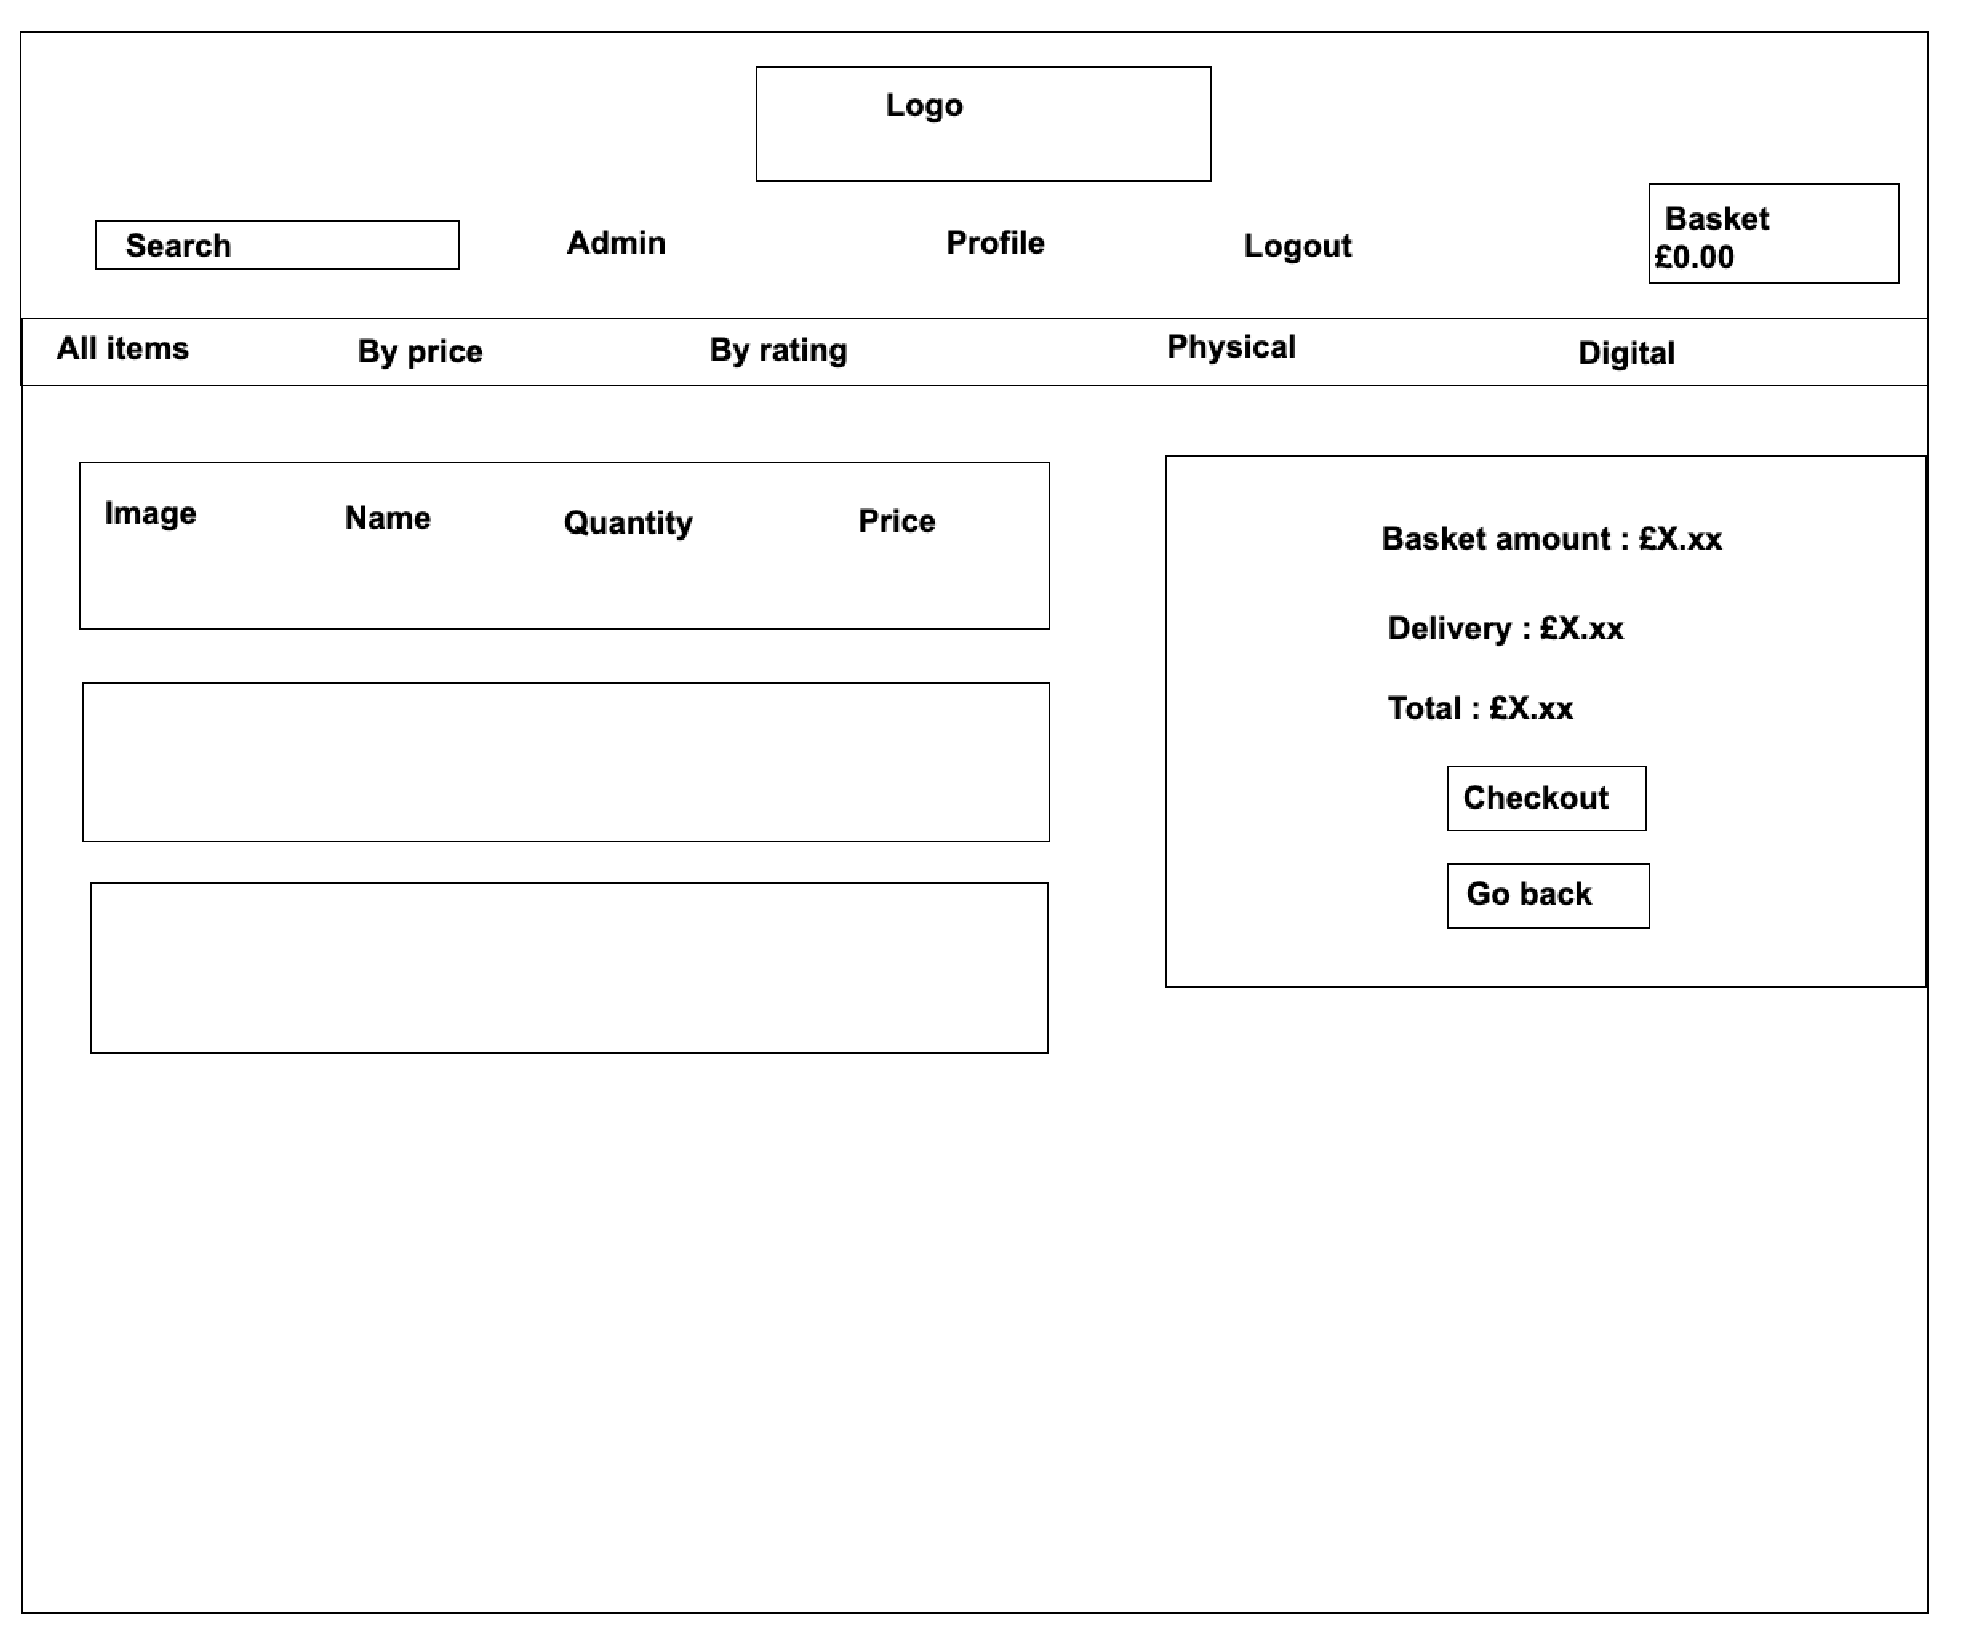 Logo
Search
Admin
Profile
Logout
Basket
£0.00
All items
By price
By rating
Physical
Digital
Image
Name
Quantity
Price
Basket amount : £X.xx
Delivery : £X.xx
Total : £X.xx
Checkout
Go back